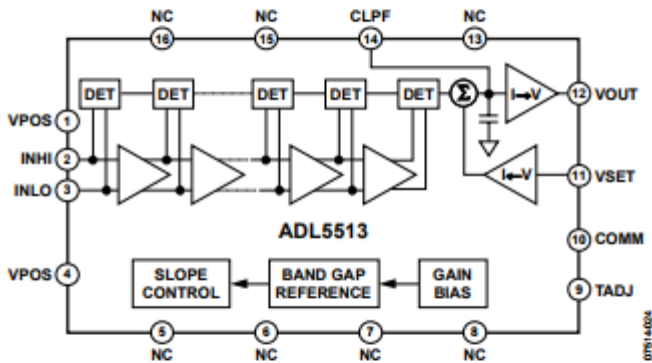 NC NC CLPF NC
16 15 14 13
DET DET DET DET DET Σ I→V 12 VOUT
VPOS 1
INHI 2
INLO 3
I←V 11 VSET
ADL5513
10 COMM
VPOS 4
SLOPE CONTROL
BAND GAP REFERENCE
GAIN BIAS
9 TADJ
5 6 7 8
NC NC NC NC
07514-024